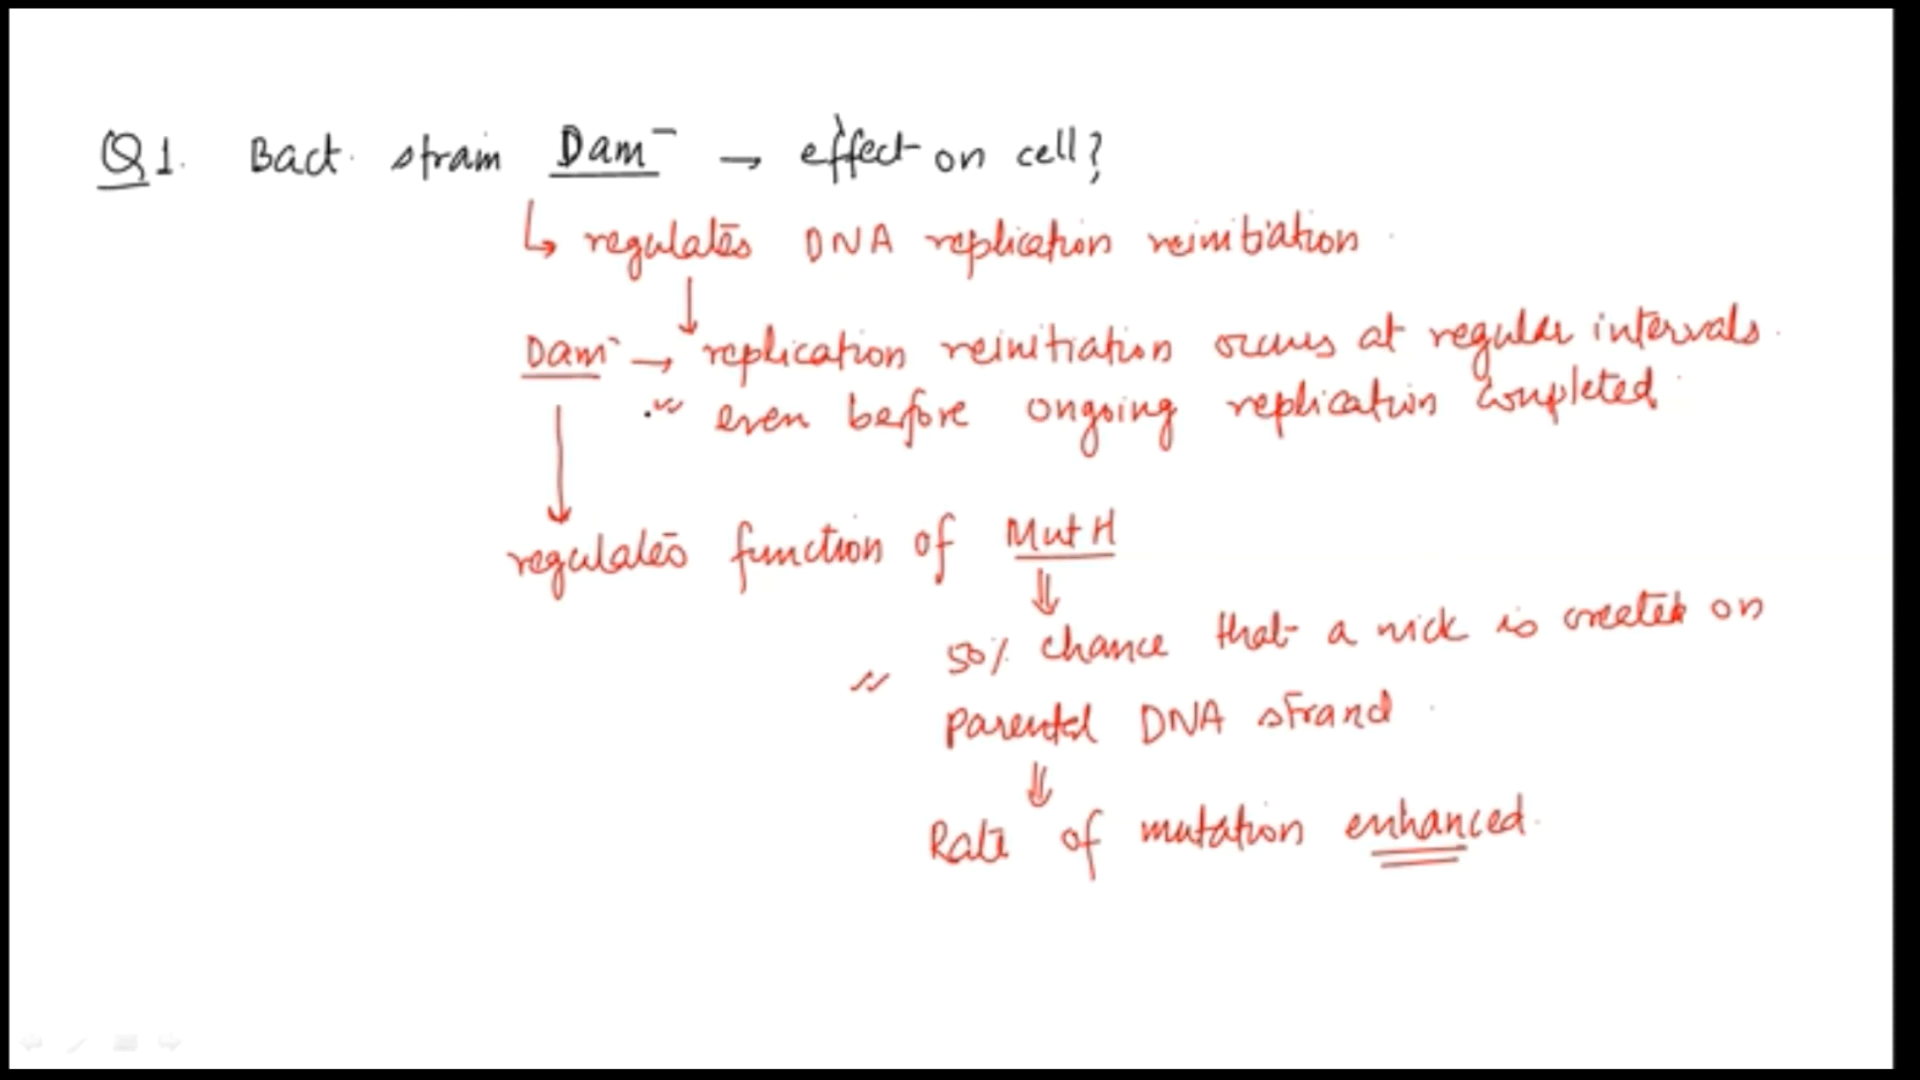 Q1. Bact. strain Dam⁻ → effect on cell?
↳ regulates DNA replication reinitiation
↓
Dam⁻ → replication reinitiation occurs at regular intervals
" even before ongoing replication completed
↓
regulates function of MutH
⇓
50% chance that a nick is created on
" parental DNA strand
⇓
Rate of mutation enhanced.